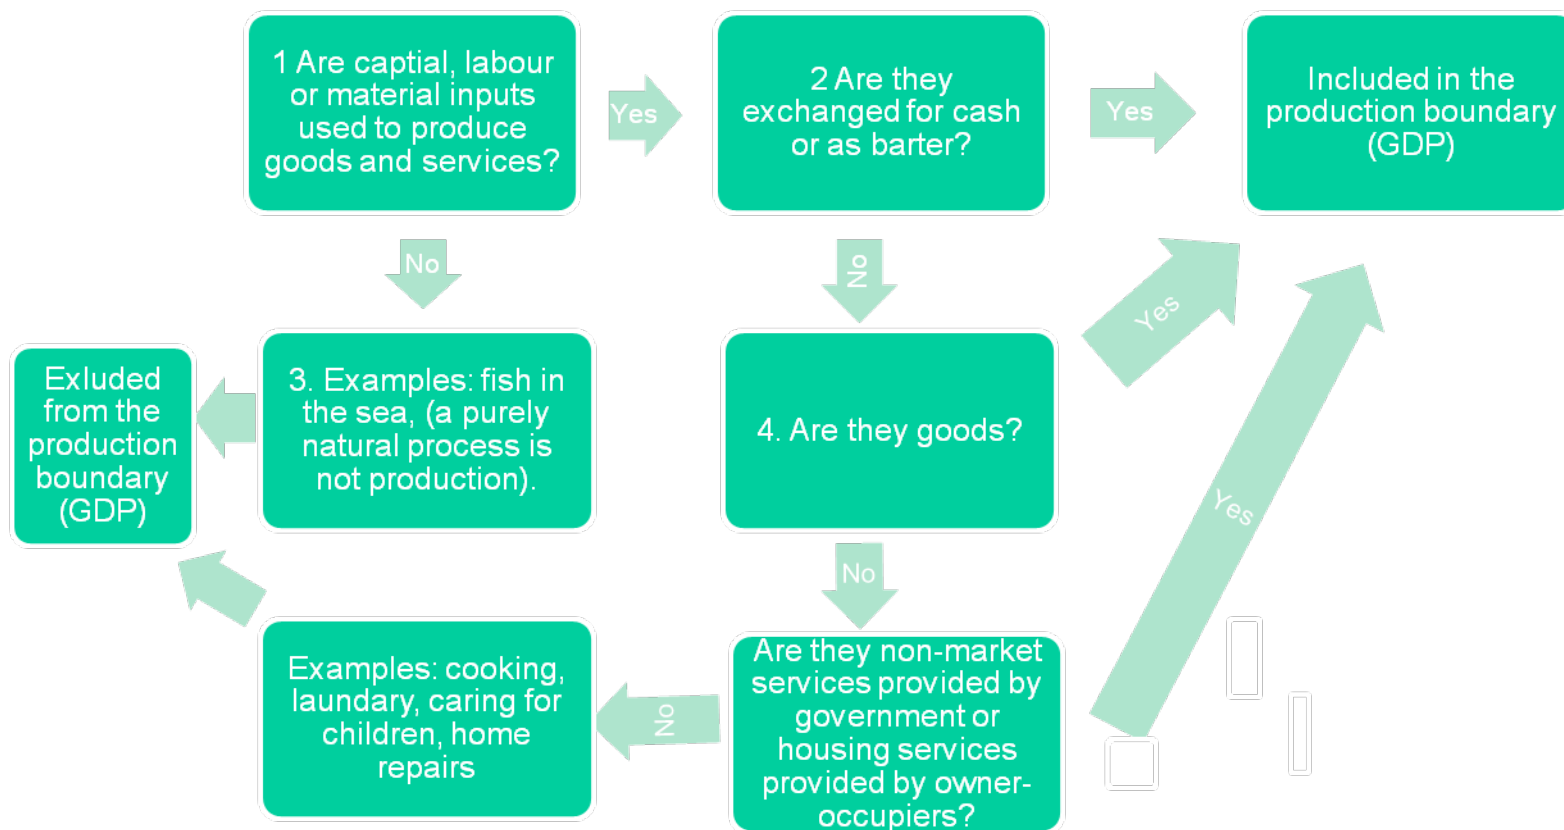 1 Are captial, labour
or material inputs
used to produce
goods and services?
Yes
2 Are they
exchanged for cash
or as barter?
Yes
Included in the
production boundary
(GDP)
No
No
Yes
Exluded
from the
production
boundary
(GDP)
3. Examples: fish in
the sea, (a purely
natural process is
not production).
4. Are they goods?
Yes
No
Examples: cooking,
laundary, caring for
children, home
repairs
No
Are they non-market
services provided by
government or
housing services
provided by owner-
occupiers?